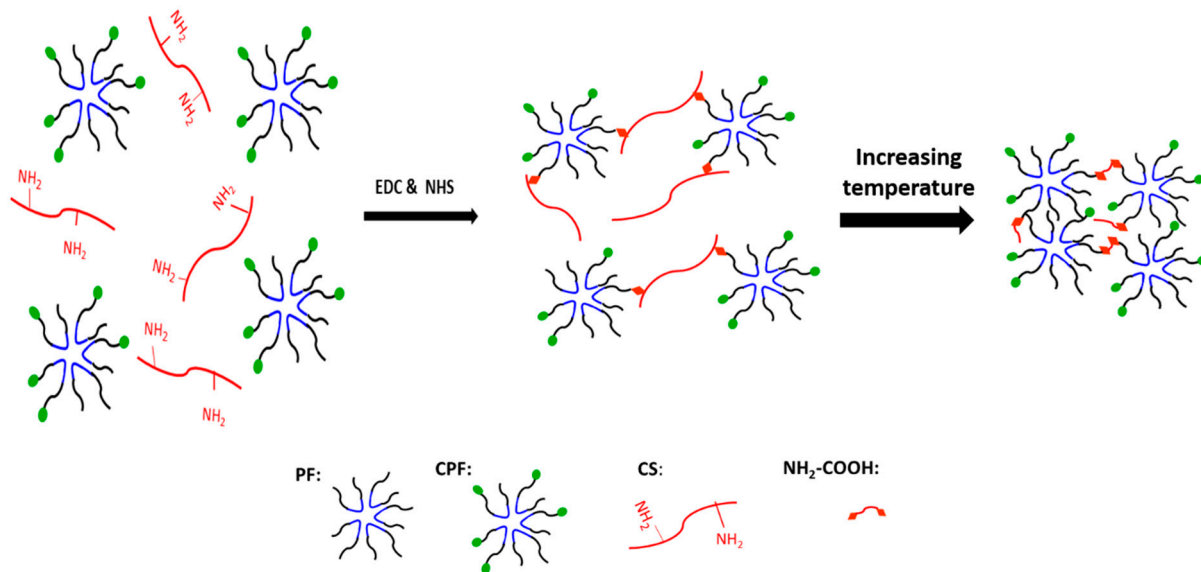 NH2
NH2
NH2
NH2
NH2
NH2
NH2
NH2
EDC & NHS
Increasing
temperature
PF:
CPF:
CS:
NH2-COOH:
NH2
NH2